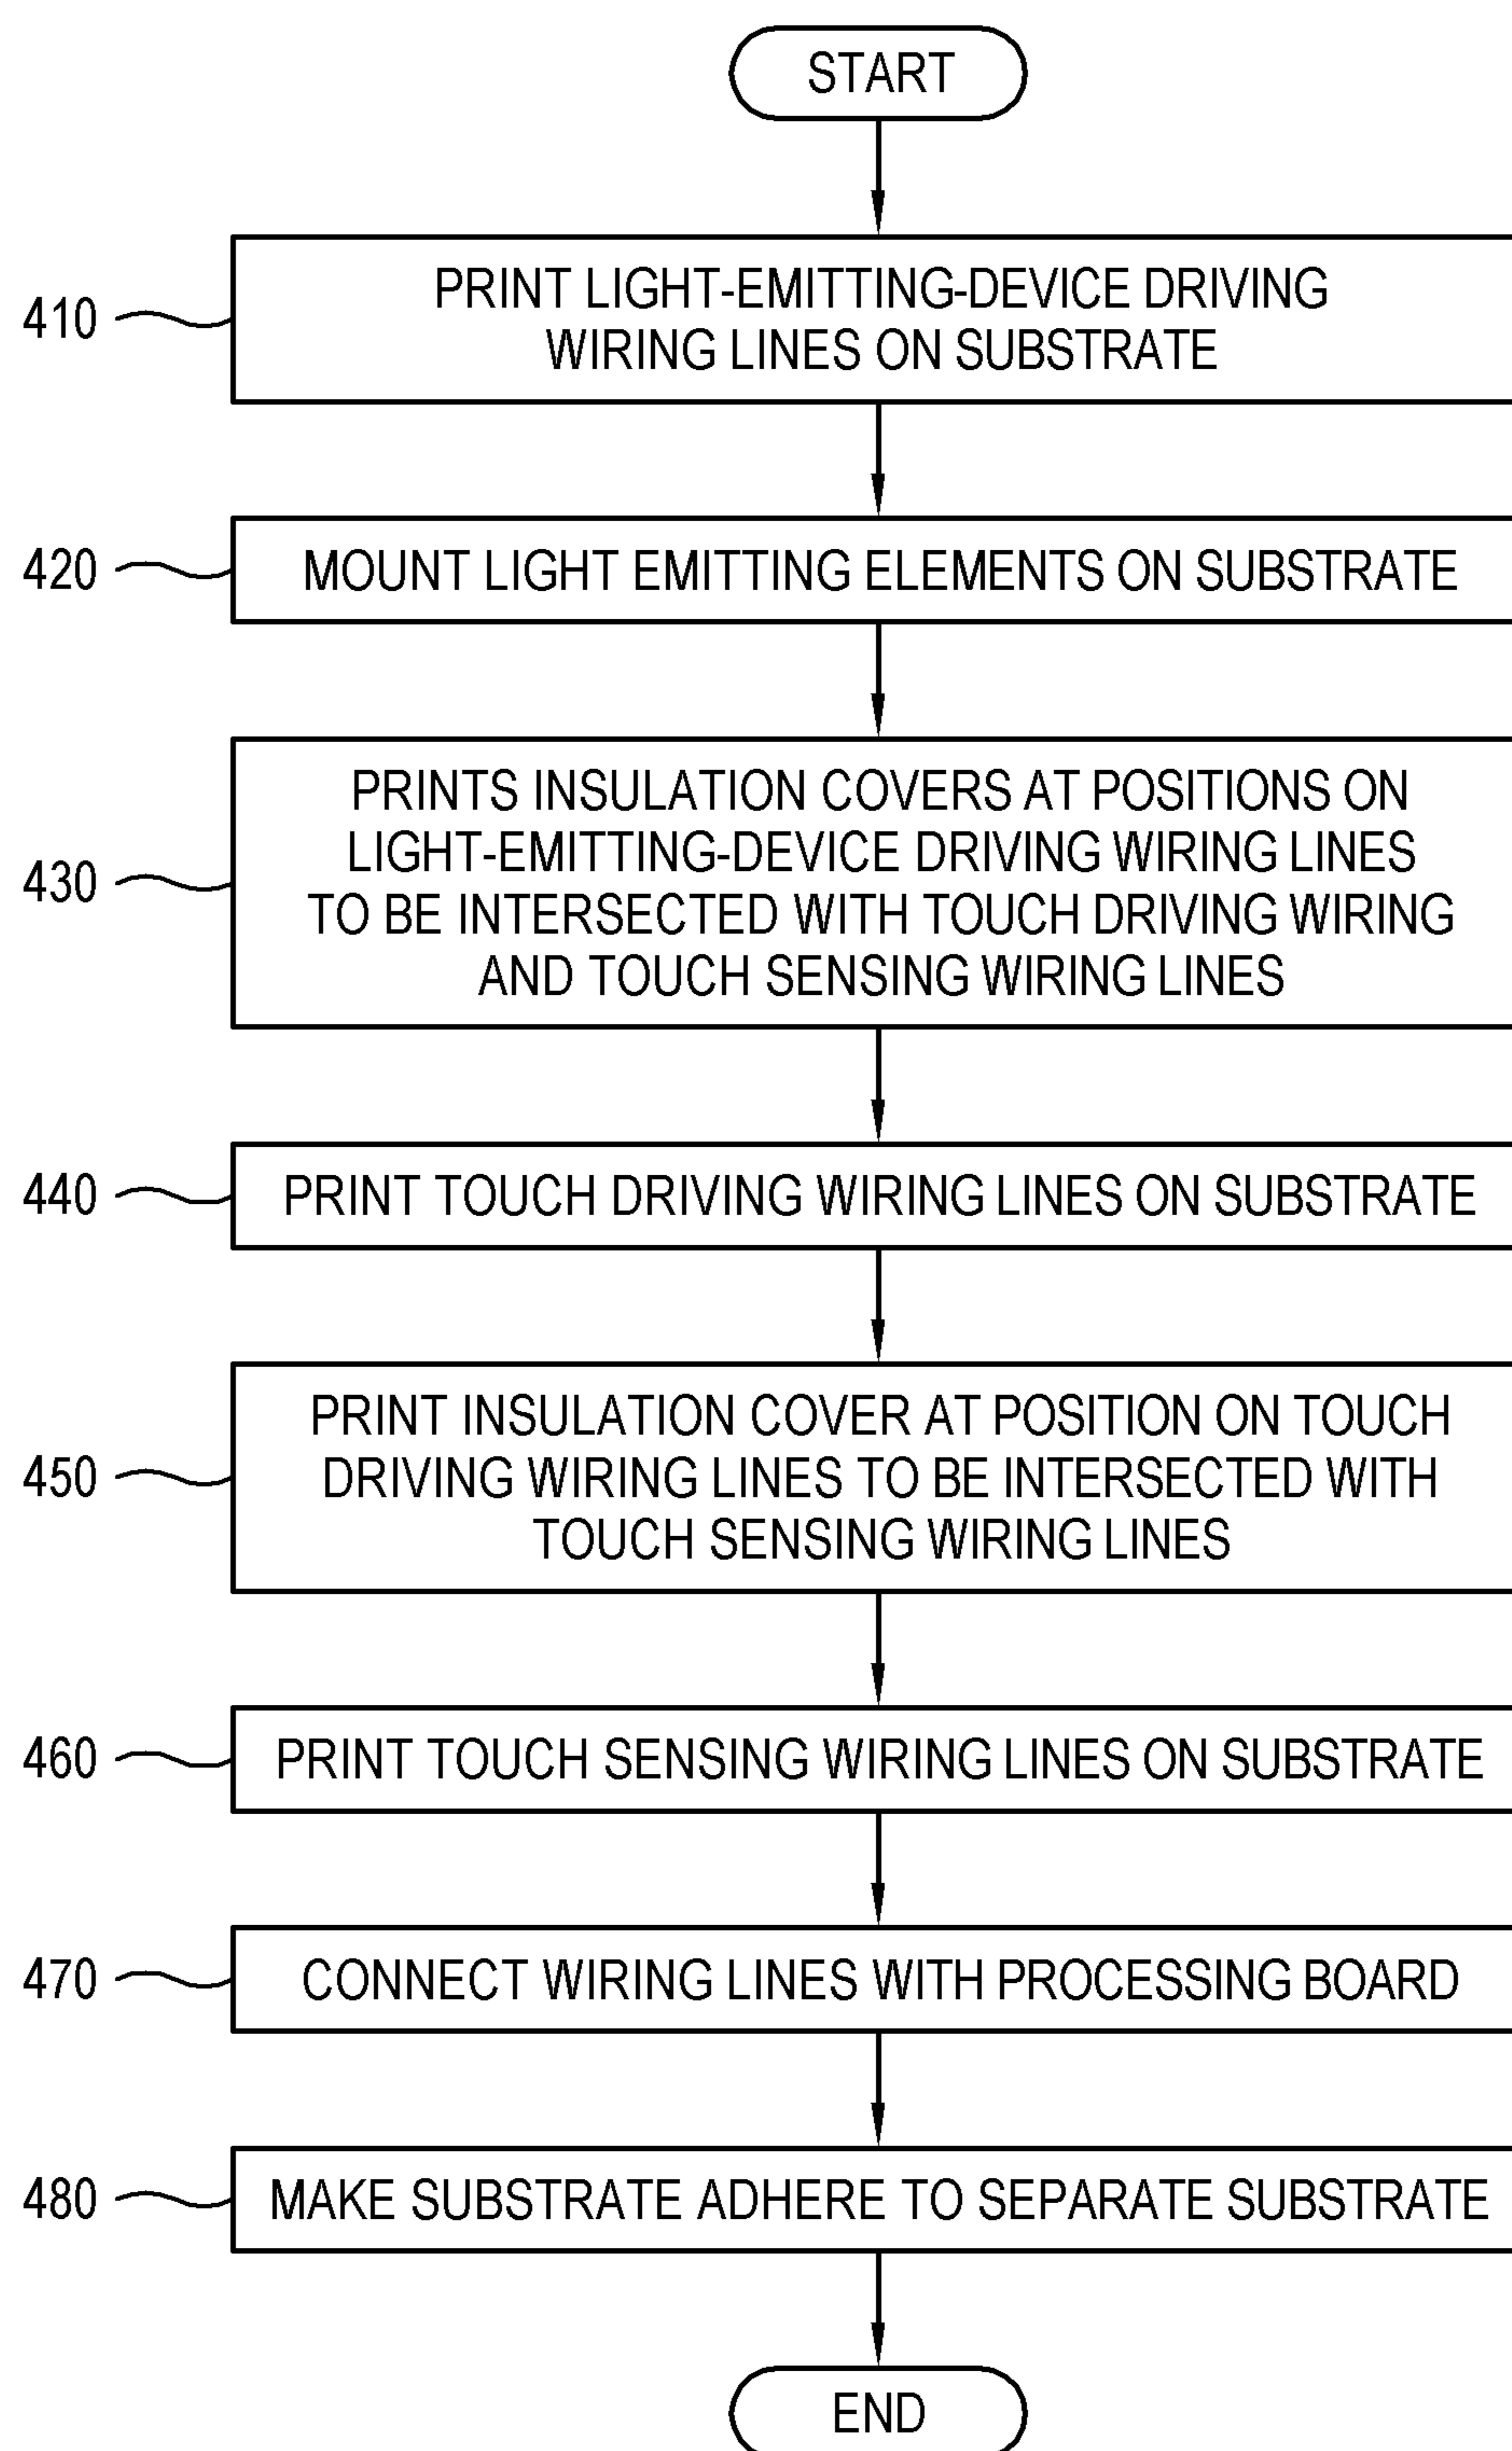 START
410
PRINT LIGHT-EMITTING-DEVICE DRIVING
WIRING LINES ON SUBSTRATE
420
MOUNT LIGHT EMITTING ELEMENTS ON SUBSTRATE
430
PRINTS INSULATION COVERS AT POSITIONS ON
LIGHT-EMITTING-DEVICE DRIVING WIRING LINES
TO BE INTERSECTED WITH TOUCH DRIVING WIRING
AND TOUCH SENSING WIRING LINES
440
PRINT TOUCH DRIVING WIRING LINES ON SUBSTRATE
450
PRINT INSULATION COVER AT POSITION ON TOUCH
DRIVING WIRING LINES TO BE INTERSECTED WITH
TOUCH SENSING WIRING LINES
460
PRINT TOUCH SENSING WIRING LINES ON SUBSTRATE
470
CONNECT WIRING LINES WITH PROCESSING BOARD
480
MAKE SUBSTRATE ADHERE TO SEPARATE SUBSTRATE
END